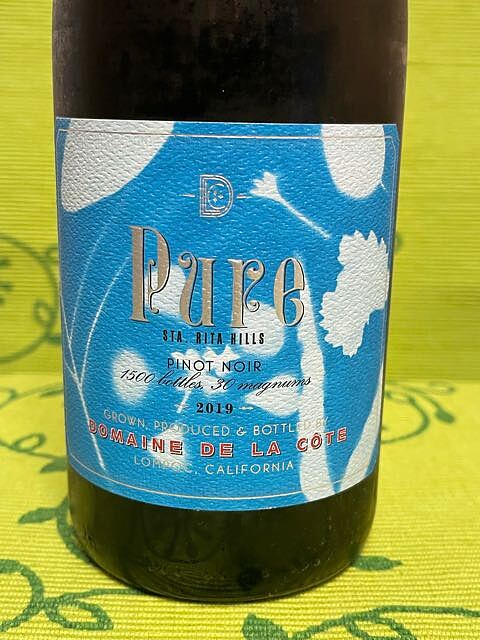 D
Pure
STA. RITA HILLS
PINOT NOIR
1500 bottles, 30 magnums
2019
GROWN, PRODUCED & BOTTLED BY
DOMAINE DE LA CÔTE
LOMPOC, CALIFORNIA